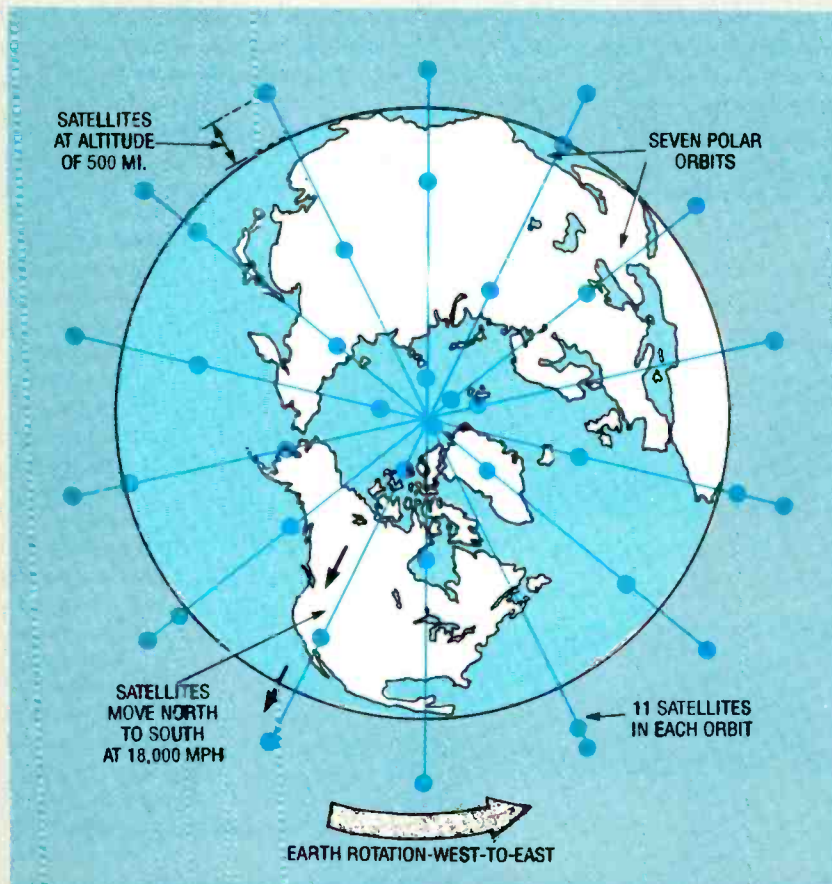 SATELLITES
AT ALTITUDE
OF 500 MI.
SEVEN POLAR
ORBITS
SATELLITES
MOVE NORTH
TO SOUTH
AT 18,000 MPH
11 SATELLITES
IN EACH ORBIT
EARTH ROTATION-WEST-TO-EAST